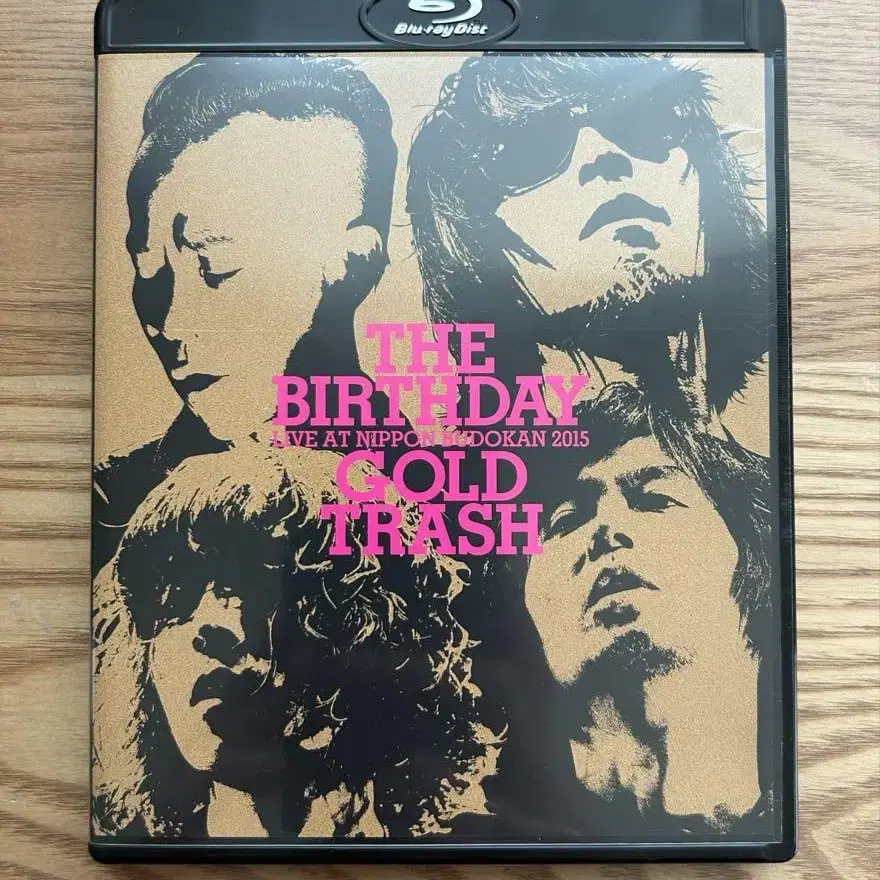 Blu-ray Disc
THE
BIRTHDAY
LIVE AT NIPPON BUDOKAN 2015
GOLD
TRASH